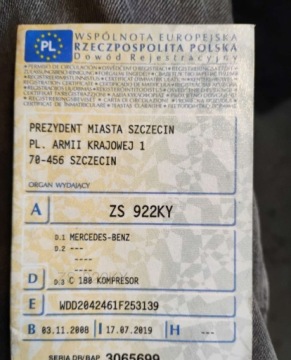 PL
WSPÓLNOTA EUROPEJSKA
RZECZPOSPOLITA POLSKA
Dowód Rejestracyjny
PREZYDENT MIASTA SZCZECIN
PL. ARMII KRAJOWEJ 1
70-456 SZCZECIN
ORGAN WYDAJĄCY
A ZS 922KY
D.1 MERCEDES-BENZ
D.2 ---
----
----
D D.3 C 180 KOMPRESOR
E WDD2042461F253139
B 03.11.2008 I 17.07.2019 H ---
SERIA DR/BAP 3065699